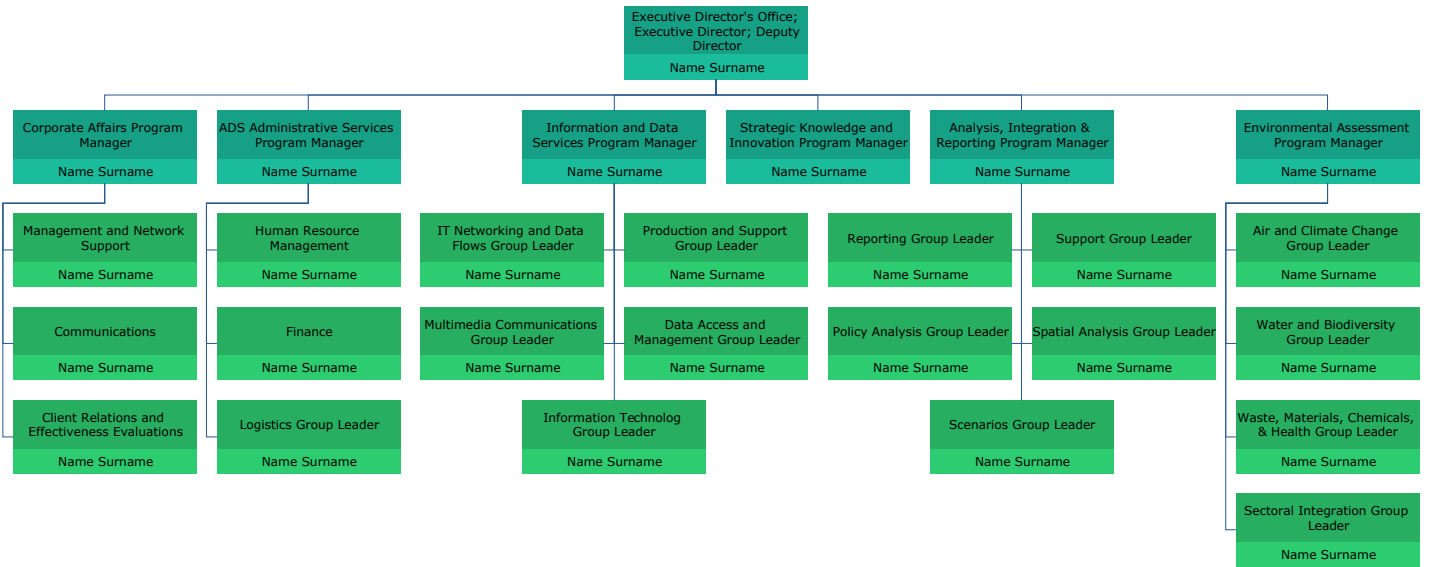 Executive Director's Office;
Executive Director; Deputy
Director
Name Surname
Corporate Affairs Program
Manager
Name Surname
ADS Administrative Services
Program Manager
Name Surname
Information and Data
Services Program Manager
Name Surname
Strategic Knowledge and
Innovation Program Manager
Name Surname
Analysis, Integration &
Reporting Program Manager
Name Surname
Environmental Assessment
Program Manager
Name Surname
Management and Network
Support
Name Surname
Human Resource
Management
Name Surname
IT Networking and Data
Flows Group Leader
Name Surname
Production and Support
Group Leader
Name Surname
Reporting Group Leader
Name Surname
Support Group Leader
Name Surname
Air and Climate Change
Group Leader
Name Surname
Communications
Name Surname
Finance
Name Surname
Multimedia Communications
Group Leader
Name Surname
Data Access and
Management Group Leader
Name Surname
Policy Analysis Group Leader
Name Surname
Spatial Analysis Group Leader
Name Surname
Water and Biodiversity
Group Leader
Name Surname
Client Relations and
Effectiveness Evaluations
Name Surname
Logistics Group Leader
Name Surname
Information Technolog
Group Leader
Name Surname
Scenarios Group Leader
Name Surname
Waste, Materials, Chemicals,
& Health Group Leader
Name Surname
Sectoral Integration Group
Leader
Name Surname